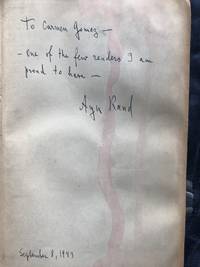 To Carmen Gomez —
- one of the few readers I am
proud to have —
Ayn Rand
September 8, 1943